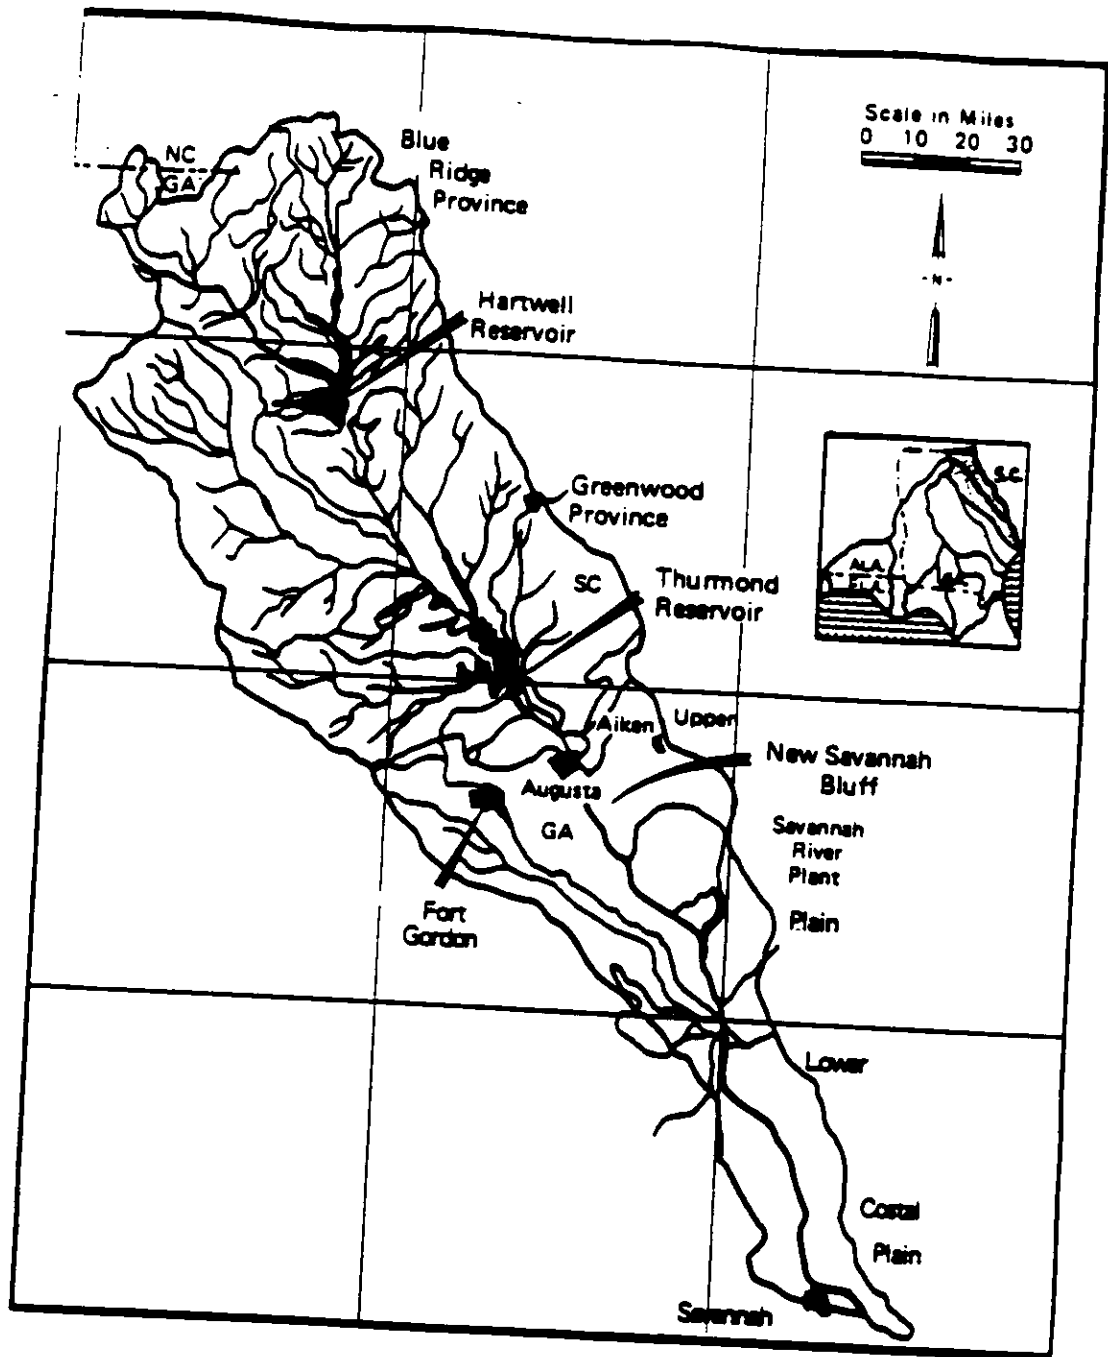 Scale in Miles
0 10 20 30
Blue
Ridge
Province
NC
GA
- N -
Hartwell
Reservoir
S.C.
Greenwood
Province
ALA.
SC
Thurmond
Reservoir
Aiken
Upper
New Savannah
Bluff
Augusta
GA
Savannah
River
Plant
Fort
Gordon
Plain
Lower
Costal
Plain
Savannah